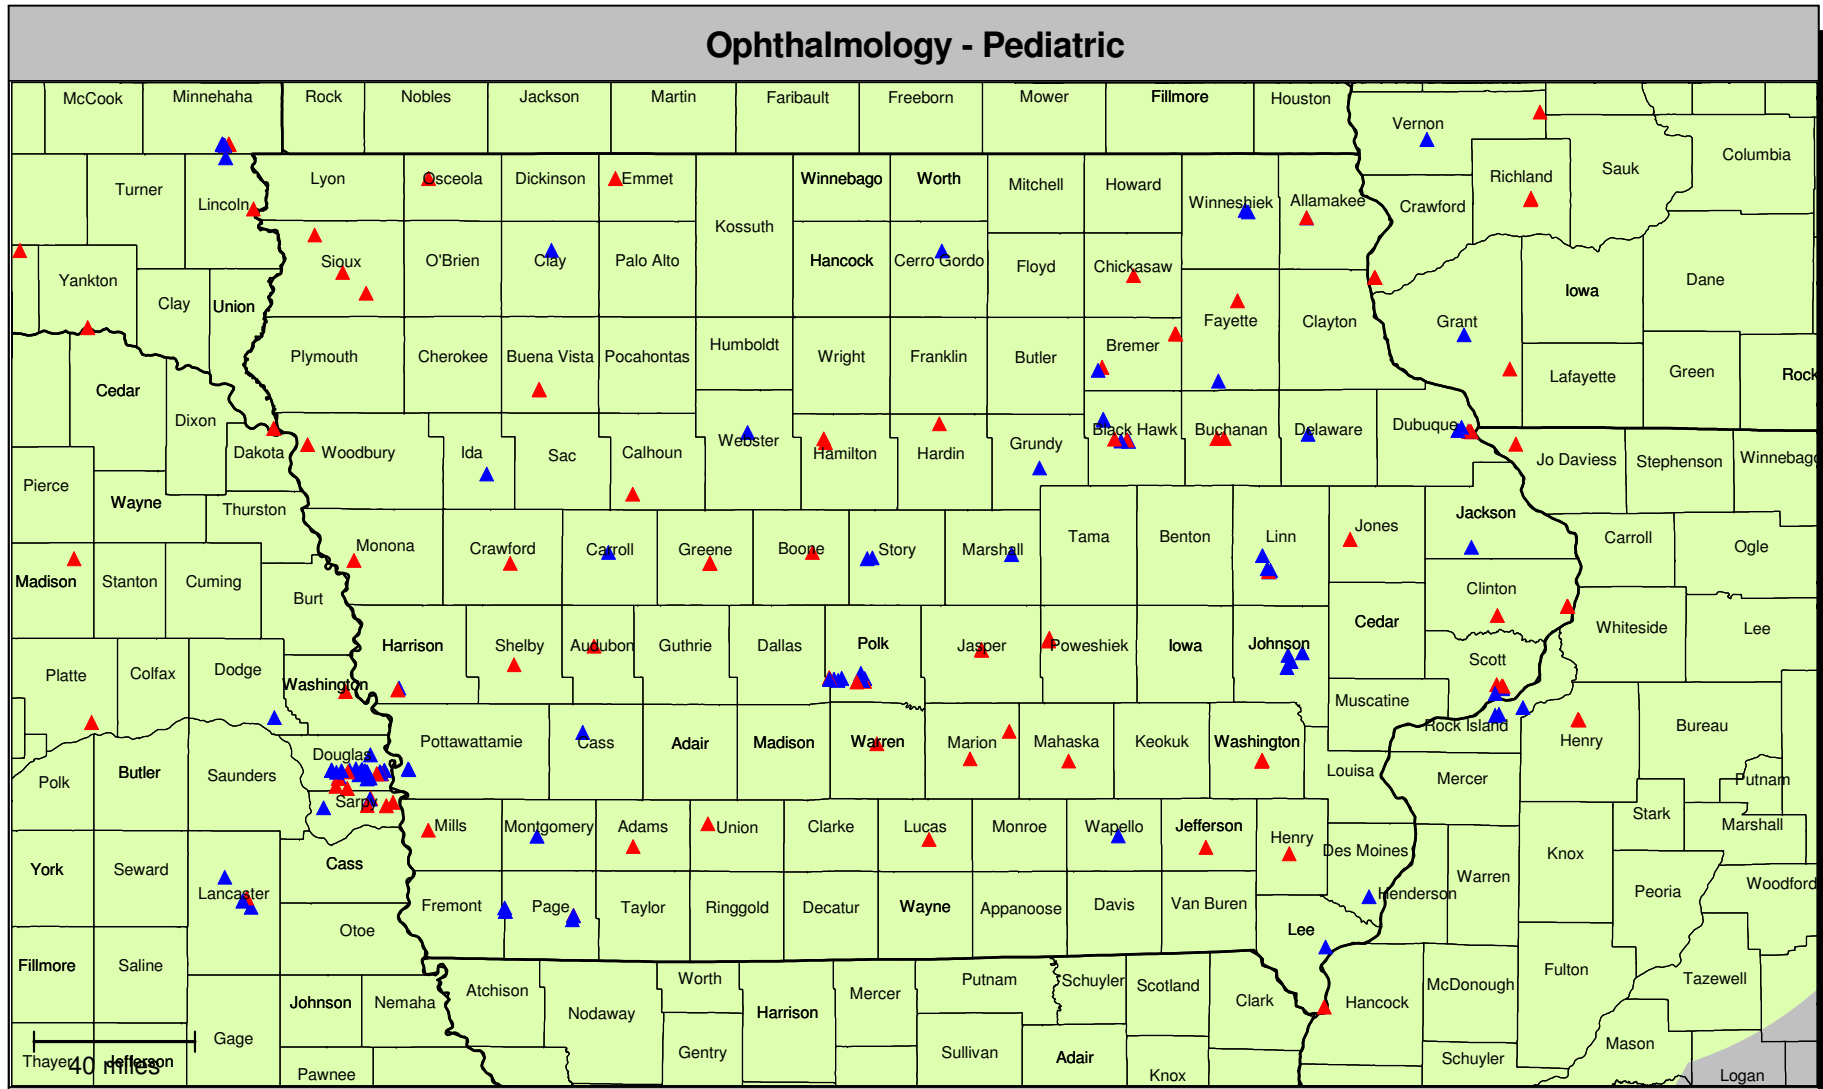 Ophthalmology - Pediatric
McCook Minnehaha Rock Nobles Jackson Martin Faribault Freeborn Mower Fillmore Houston
Vernon
Columbia
Sauk
Turner Lincoln Lyon Osceola Dickinson Emmet Winnebago Worth Mitchell Howard Winneshiek Allamakee Crawford Richland
Kossuth
Yankton Clay Union Sioux O'Brien Clay Palo Alto Hancock Cerro Gordo Floyd Chickasaw Iowa Dane
Fayette Clayton Grant
Plymouth Cherokee Buena Vista Pocahontas Humboldt Wright Franklin Butler Bremer Lafayette Green Rock
Cedar
Dixon Dakota Woodbury Ida Sac Calhoun Webster Hamilton Hardin Grundy Black Hawk Buchanan Delaware Dubuque Jo Daviess Stephenson Winnebago
Pierce
Wayne Thurston Jackson
Monona Crawford Carroll Greene Boone Story Marshall Tama Benton Linn Jones Carroll Ogle
Madison Stanton Cuming Burt Clinton
Cedar Whiteside Lee
Platte Colfax Dodge Washington Harrison Shelby Audubon Guthrie Dallas Polk Jasper Poweshiek Iowa Johnson Scott
Muscatine
Rock Island Henry Bureau
Polk Butler Saunders Douglas Pottawattamie Cass Adair Madison Warren Marion Mahaska Keokuk Washington
Louisa Mercer Putnam
Sarpy
Stark Marshall
Mills Montgomery Adams Union Clarke Lucas Monroe Wapello Jefferson Henry Des Moines Knox
York Seward Cass Warren Peoria Woodford
Lancaster Henderson
Fremont Page Taylor Ringgold Decatur Wayne Appanoose Davis Van Buren
Otoe Lee
Fillmore Saline Fulton Tazewell
Johnson Nemaha Atchison Worth Putnam Schuyler Scotland Clark Hancock McDonough
Nodaway Harrison Mercer
Gage Gentry Sullivan Adair Schuyler Mason
Thayer Jefferson
40 miles
Pawnee Knox Logan